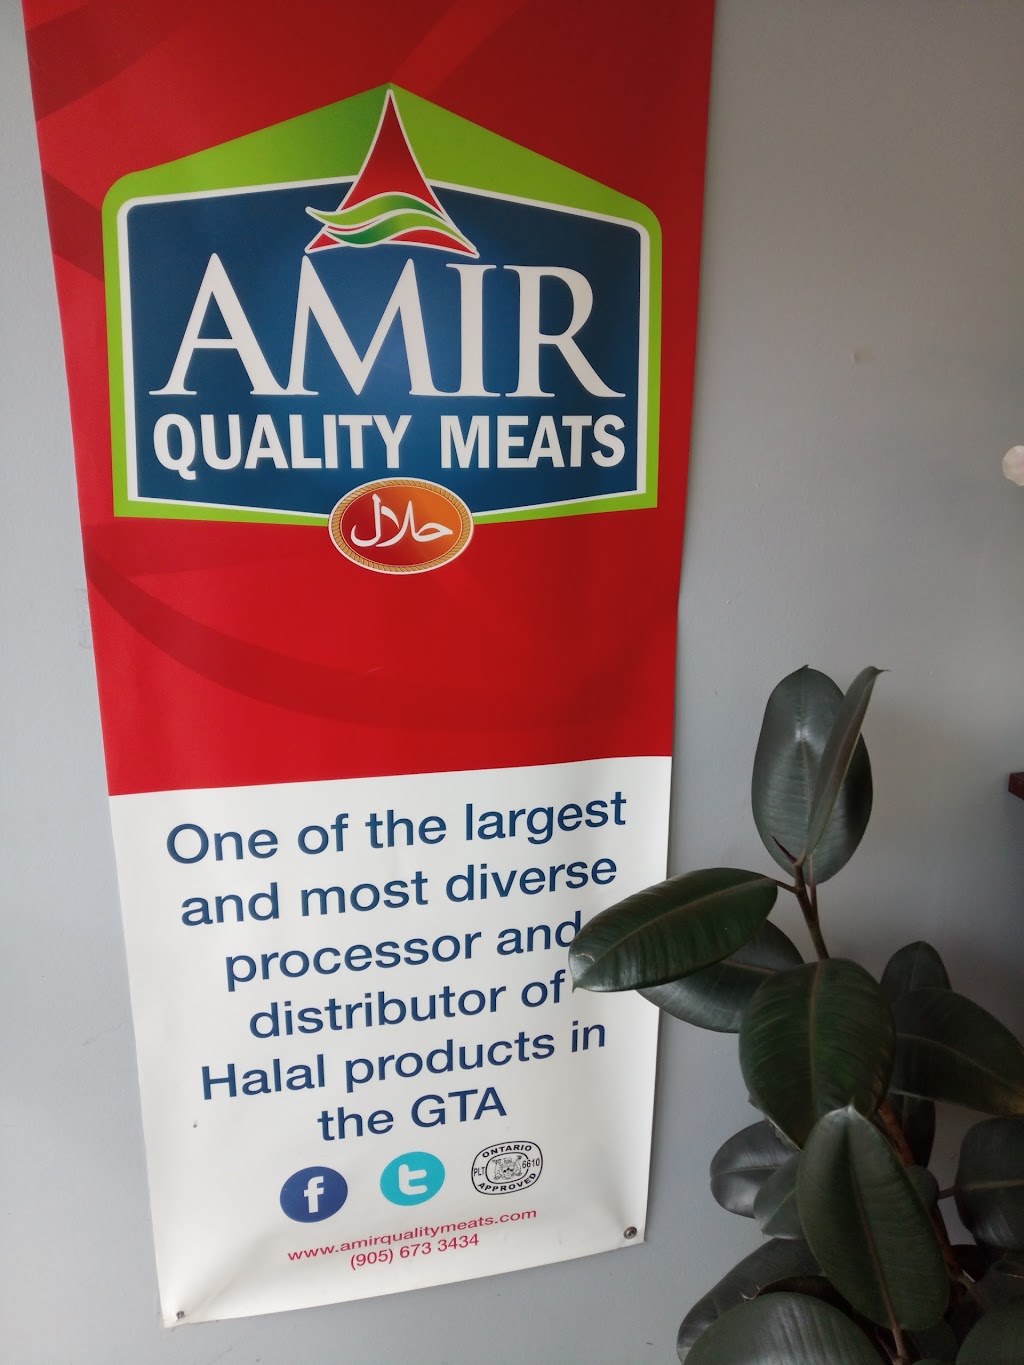 AMIR
QUALITY MEATS
حلال
One of the largest
and most diverse
processor and
distributor of
Halal products in
the GTA
f
t
ONTARIO
PLT 6610
APPROVED
www.amirqualitymeats.com
(905) 673 3434